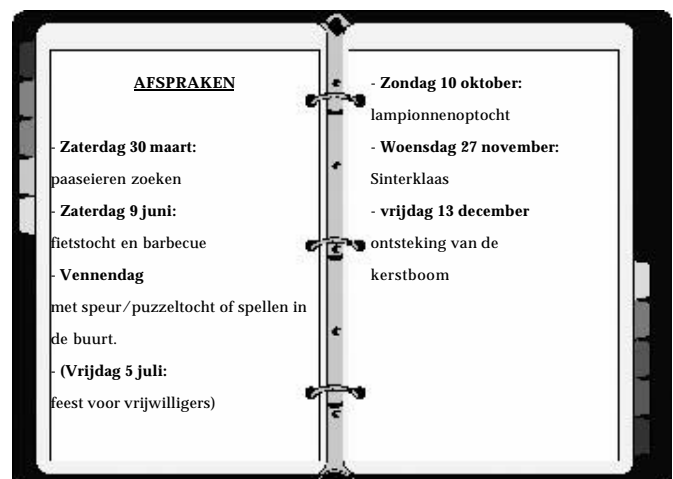 AFSPRAKEN
- Zaterdag 30 maart:
paaseieren zoeken
- Zaterdag 9 juni:
fietstocht en barbecue
- Vennendag
met speur/puzzeltocht of spellen in
de buurt.
- (Vrijdag 5 juli:
feest voor vrijwilligers)
- Zondag 10 oktober:
lampionnenoptocht
- Woensdag 27 november:
Sinterklaas
- vrijdag 13 december
ontsteking van de
kerstboom